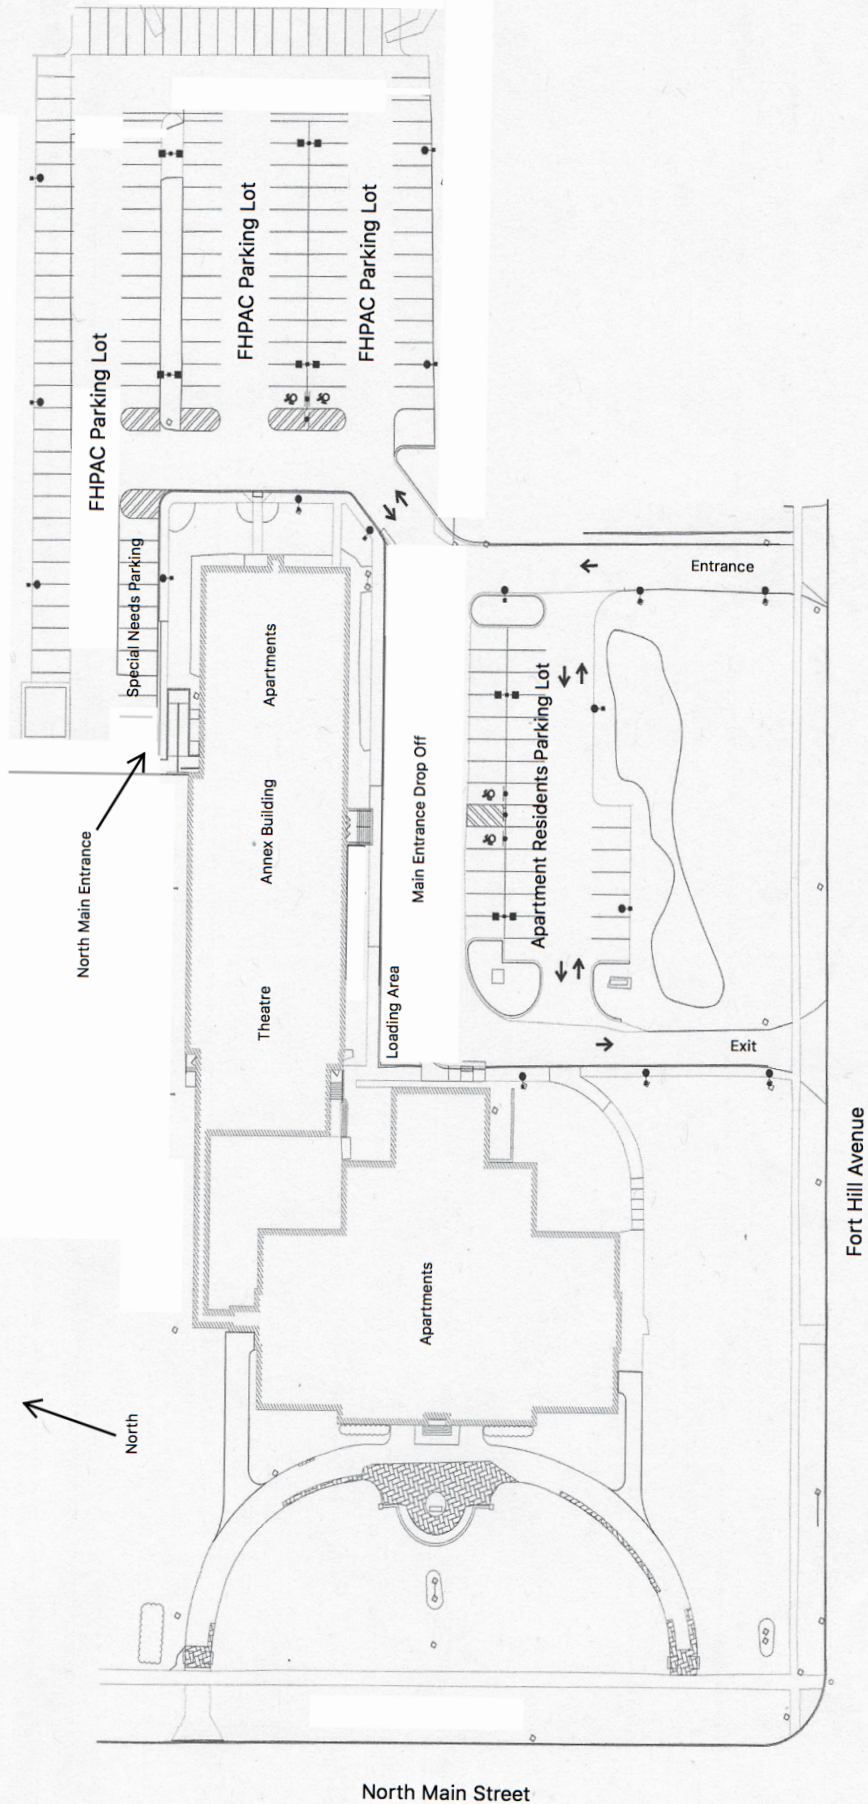 FHPAC Parking Lot
FHPAC Parking Lot
FHPAC Parking Lot
Special Needs Parking
Entrance
Apartments
Apartment Residents Parking Lot
Main Entrance Drop Off
Annex Building
North Main Entrance
Theatre
Loading Area
Exit
Fort Hill Avenue
Apartments
North
North Main Street